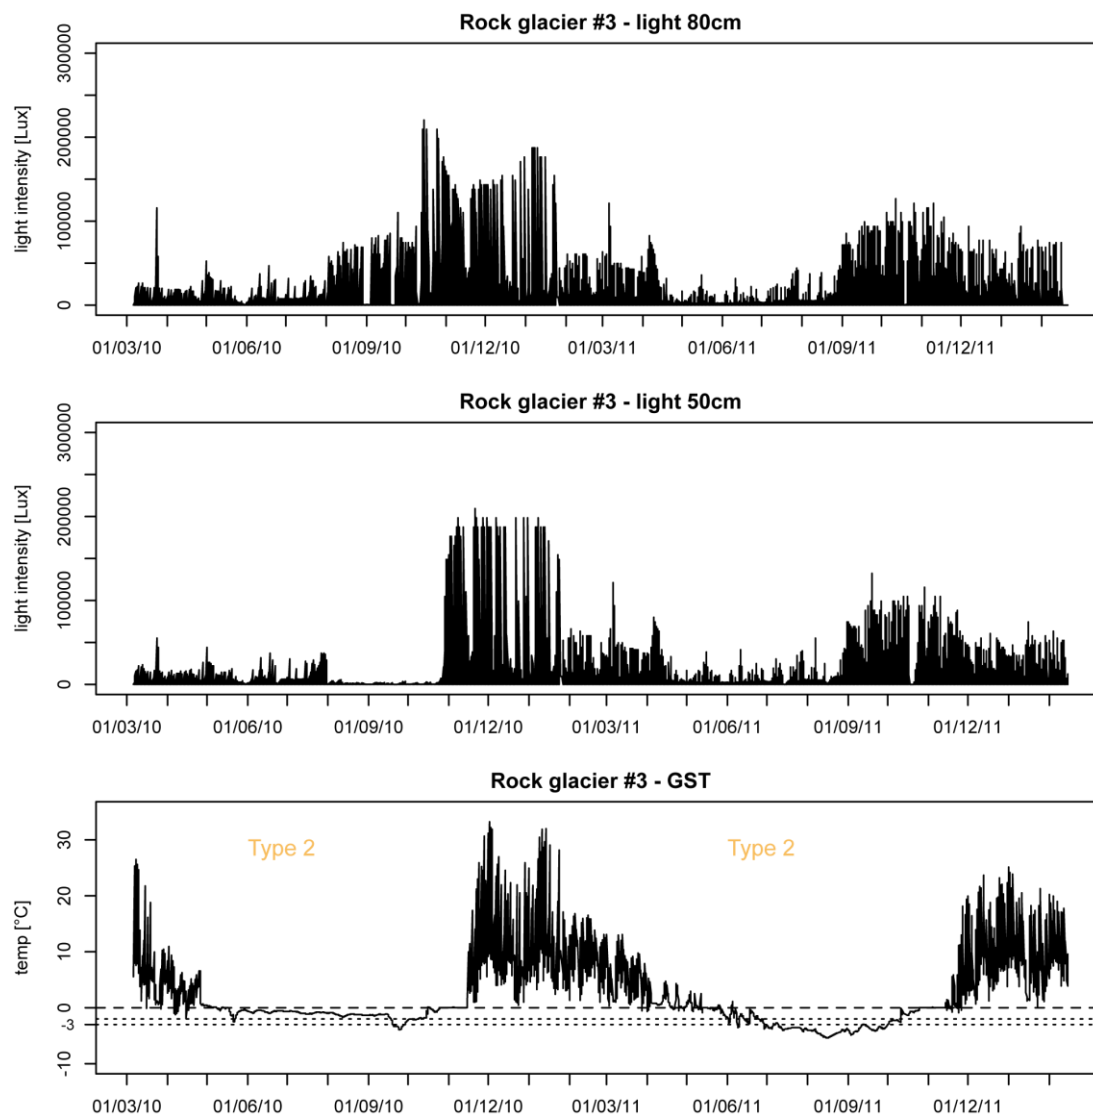 Rock glacier #3 - light 80cm
light intensity [Lux]
300000
200000
100000
0
01/03/10 01/06/10 01/09/10 01/12/10 01/03/11 01/06/11 01/09/11 01/12/11
Rock glacier #3 - light 50cm
light intensity [Lux]
300000
200000
100000
0
01/03/10 01/06/10 01/09/10 01/12/10 01/03/11 01/06/11 01/09/11 01/12/11
Rock glacier #3 - GST
temp [°C]
30
20
10
0
-3
-10
Type 2 Type 2
01/03/10 01/06/10 01/09/10 01/12/10 01/03/11 01/06/11 01/09/11 01/12/11